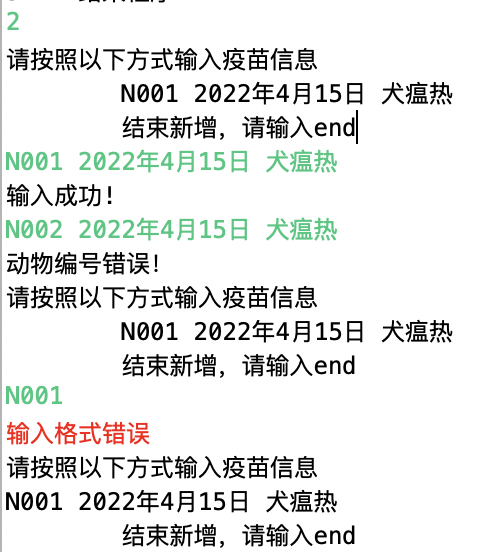 2
请按照以下方式输入疫苗信息
N001 2022年4月15日 犬瘟热
结束新增，请输入end
N001 2022年4月15日 犬瘟热
输入成功!
N002 2022年4月15日 犬瘟热
动物编号错误!
请按照以下方式输入疫苗信息
N001 2022年4月15日 犬瘟热
结束新增，请输入end
N001
输入格式错误
请按照以下方式输入疫苗信息
N001 2022年4月15日 犬瘟热
结束新增，请输入end